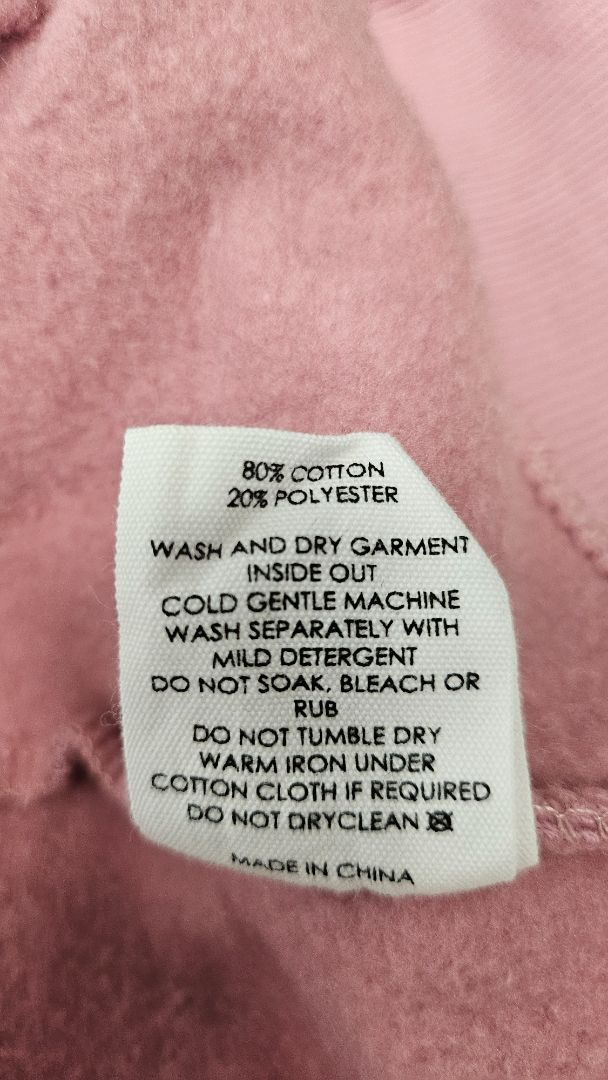 80% COTTON
20% POLYESTER
WASH AND DRY GARMENT
INSIDE OUT
COLD GENTLE MACHINE
WASH SEPARATELY WITH
MILD DETERGENT
DO NOT SOAK, BLEACH OR
RUB
DO NOT TUMBLE DRY
WARM IRON UNDER
COTTON CLOTH IF REQUIRED
DO NOT DRYCLEAN
MADE IN CHINA